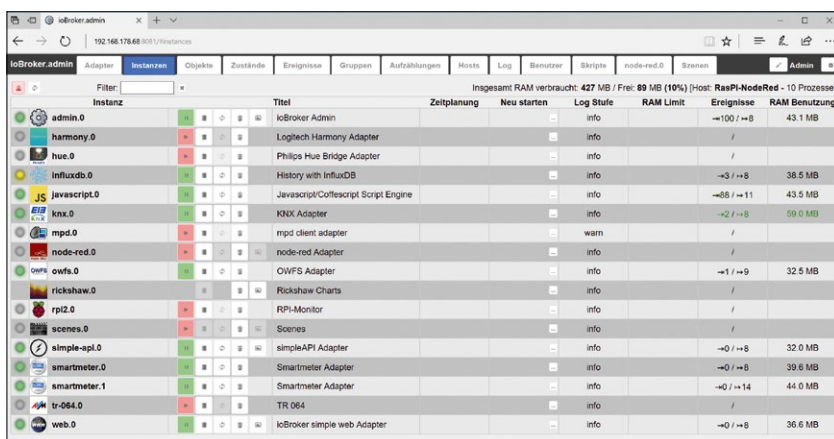 ioBroker.admin
192.168.178.68:8081/#instances
ioBroker.admin Adapter Instanzen Objekte Zustände Ereignisse Gruppen Aufzählungen Hosts Log Benutzer Skripte node-red.0 Szenen Admin
Filter: Insgesamt RAM verbraucht: 427 MB / Frei: 89 MB (10%) [Host: RasPI-NodeRed - 10 Prozesse
Instanz Titel Zeitplanung Neu starten Log Stufe RAM Limit Ereignisse RAM Benutzung
admin.0 ioBroker Admin ... info ⇥100 / ↦8 43.1 MB
harmony.0 Logitech Harmony Adapter ... info /
hue.0 Philips Hue Bridge Adapter ... info /
influxdb.0 History with InfluxDB ... info ⇥3 / ↦8 38.5 MB
JS javascript.0 Javascript/Coffescript Script Engine ... info ⇥88 / ↦11 43.5 MB
EIB KNX knx.0 KNX Adapter ... info ⇥2 / ↦8 59.0 MB
mpd.0 mpd client adapter ... warn /
node-red.0 node-red Adapter ... info /
OWFS owfs.0 OWFS Adapter ... info ⇥1 / ↦9 32.5 MB
rickshaw.0 Rickshaw Charts ... info /
rpi2.0 RPI-Monitor ... info /
scenes.0 Scenes ... info /
simple-api.0 simpleAPI Adapter ... info ⇥0 / ↦8 32.0 MB
smartmeter.0 Smartmeter Adapter ... info ⇥0 / ↦8 39.6 MB
smartmeter.1 Smartmeter Adapter ... info ⇥0 / ↦14 44.0 MB
AVM tr-064.0 TR 064 ... info /
www web.0 ioBroker simple web Adapter ... info ⇥0 / ↦8 36.6 MB